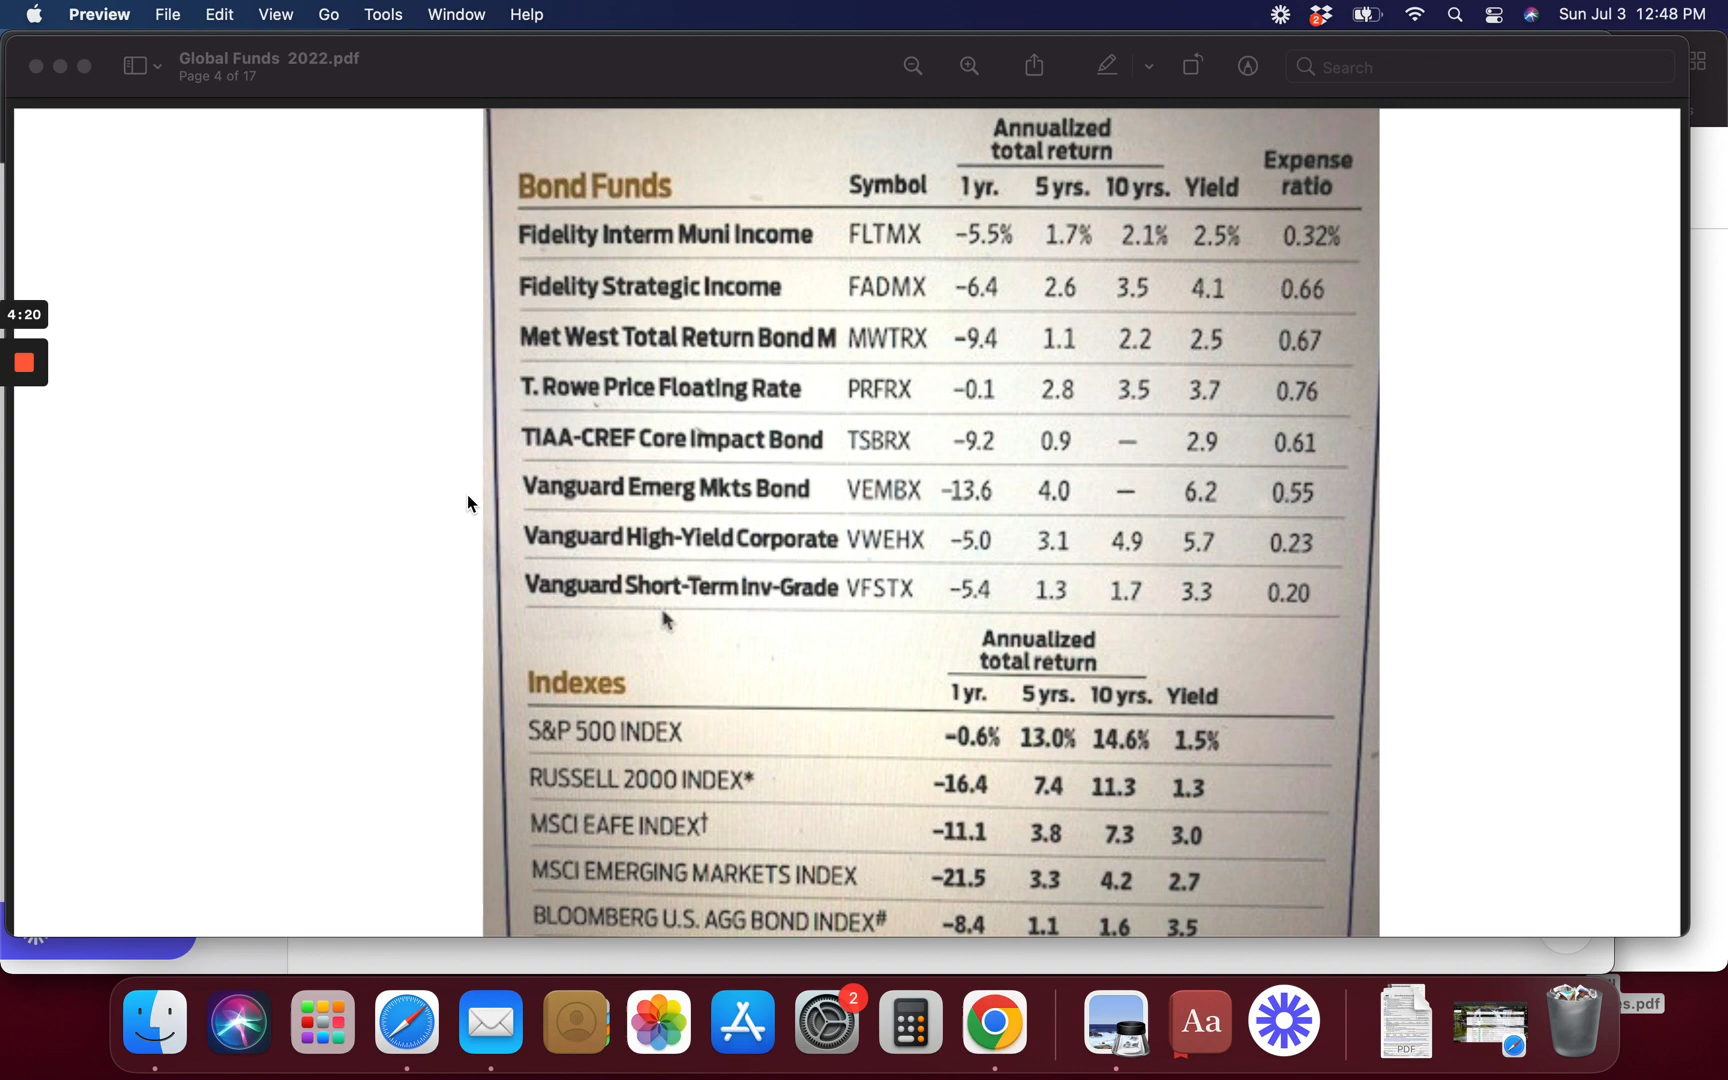 Preview File Edit View Go Tools Window Help
2
Sun Jul 3 12:48 PM
Global Funds 2022.pdf
Page 4 of 17
Search
4:20
Annualized
total return
Expense
ratio
Bond Funds Symbol 1 yr. 5 yrs. 10 yrs. Yield
Fidelity Interm Muni Income FLTMX -5.5% 1.7% 2.1% 2.5% 0.32%
Fidelity Strategic Income FADMX -6.4 2.6 3.5 4.1 0.66
Met West Total Return Bond M MWTRX -9.4 1.1 2.2 2.5 0.67
T. Rowe Price Floating Rate PRFRX -0.1 2.8 3.5 3.7 0.76
TIAA-CREF Core Impact Bond TSBRX -9.2 0.9 — 2.9 0.61
Vanguard Emerg Mkts Bond VEMBX -13.6 4.0 — 6.2 0.55
Vanguard High-Yield Corporate VWEHX -5.0 3.1 4.9 5.7 0.23
Vanguard Short-Term Inv-Grade VFSTX -5.4 1.3 1.7 3.3 0.20
Annualized
total return
Indexes 1 yr. 5 yrs. 10 yrs. Yield
S&P 500 INDEX -0.6% 13.0% 14.6% 1.5%
RUSSELL 2000 INDEX* -16.4 7.4 11.3 1.3
MSCI EAFE INDEX† -11.1 3.8 7.3 3.0
MSCI EMERGING MARKETS INDEX -21.5 3.3 4.2 2.7
BLOOMBERG U.S. AGG BOND INDEX# -8.4 1.1 1.6 3.5
2
Aa
PDF
es.pdf